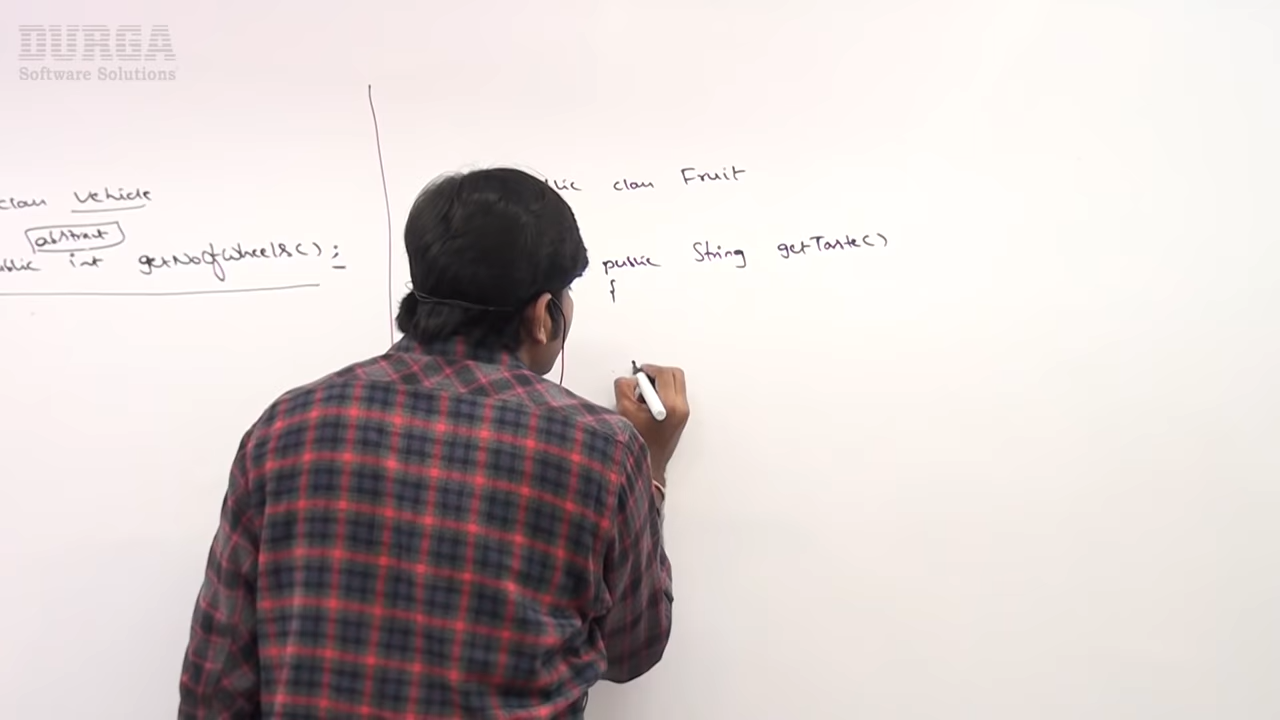 DURGA
Software Solutions
class Vehicle
abstract
public int getNoOfWheels();
public class Fruit
public String getTaste()
{